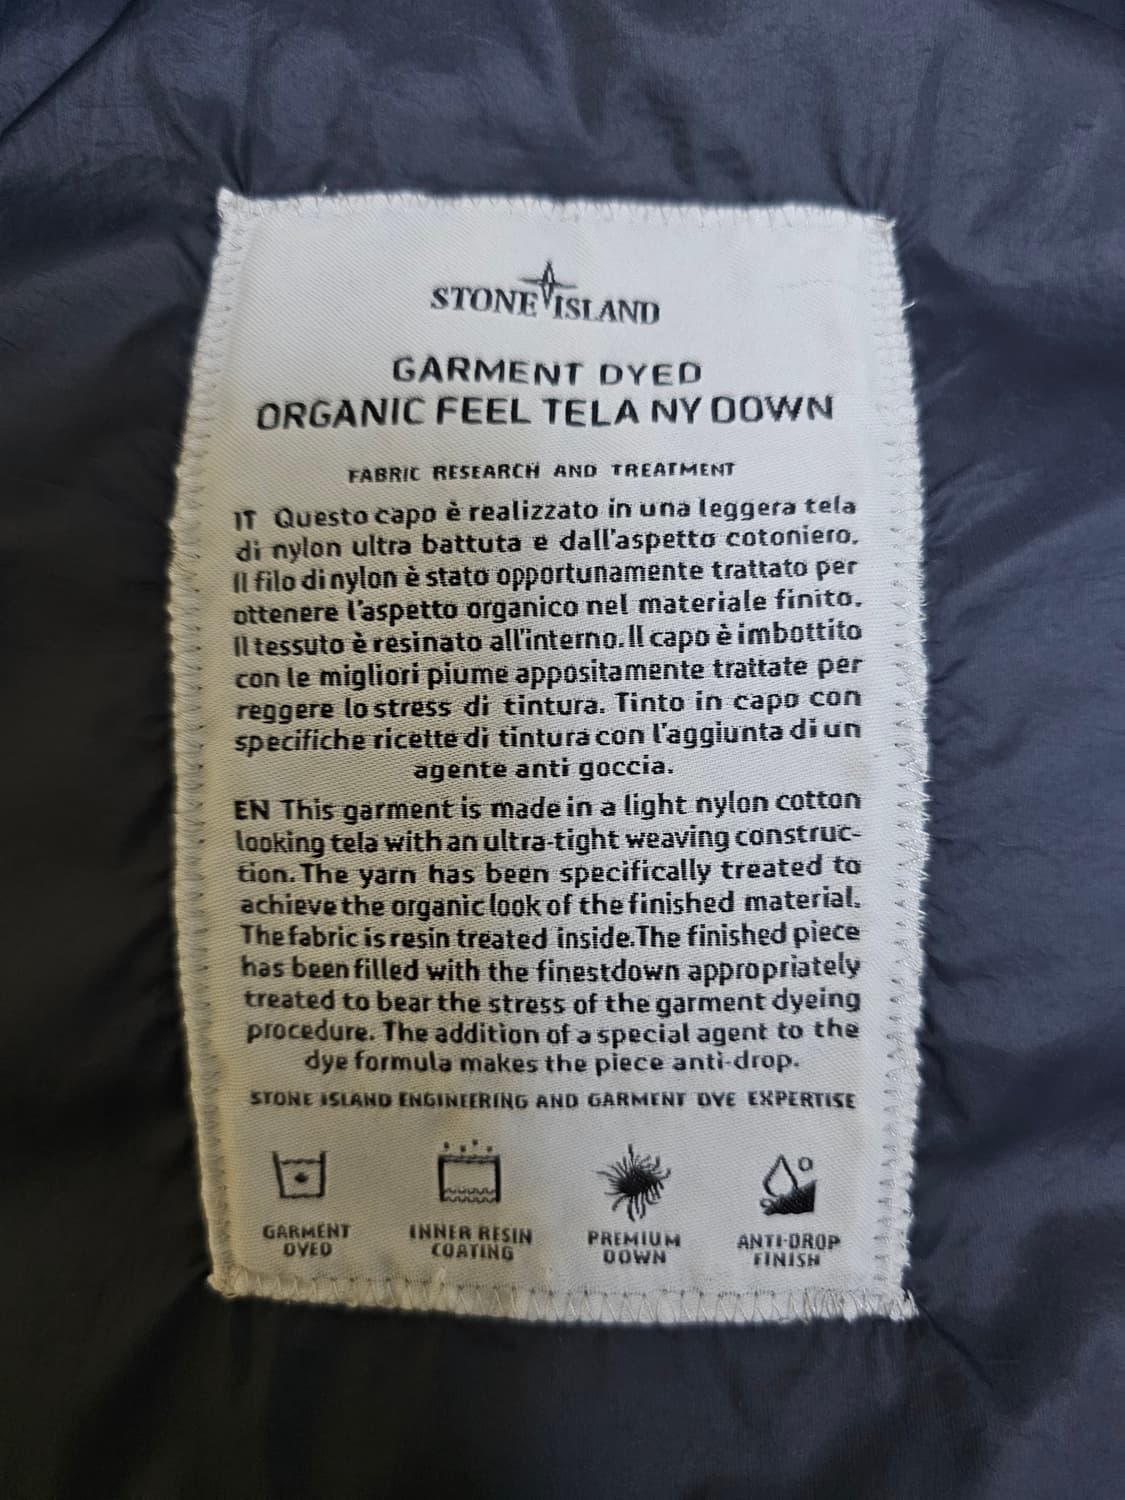 STONE ISLAND
GARMENT DYED
ORGANIC FEEL TELA NY DOWN
FABRIC RESEARCH AND TREATMENT
IT Questo capo è realizzato in una leggera tela
di nylon ultra battuta e dall'aspetto cotoniero.
Il filo di nylon è stato opportunamente trattato per
ottenere l'aspetto organico nel materiale finito.
Il tessuto è resinato all'interno. Il capo è imbottito
con le migliori piume appositamente trattate per
reggere lo stress di tintura. Tinto in capo con
specifiche ricette di tintura con l'aggiunta di un
agente anti goccia.
EN This garment is made in a light nylon cotton
looking tela with an ultra-tight weaving construc-
tion. The yarn has been specifically treated to
achieve the organic look of the finished material.
The fabric is resin treated inside. The finished piece
has been filled with the finest down appropriately
treated to bear the stress of the garment dyeing
procedure. The addition of a special agent to the
dye formula makes the piece anti-drop.
STONE ISLAND ENGINEERING AND GARMENT DYE EXPERTISE
GARMENT DYED
INNER RESIN COATING
PREMIUM DOWN
ANTI-DROP FINISH